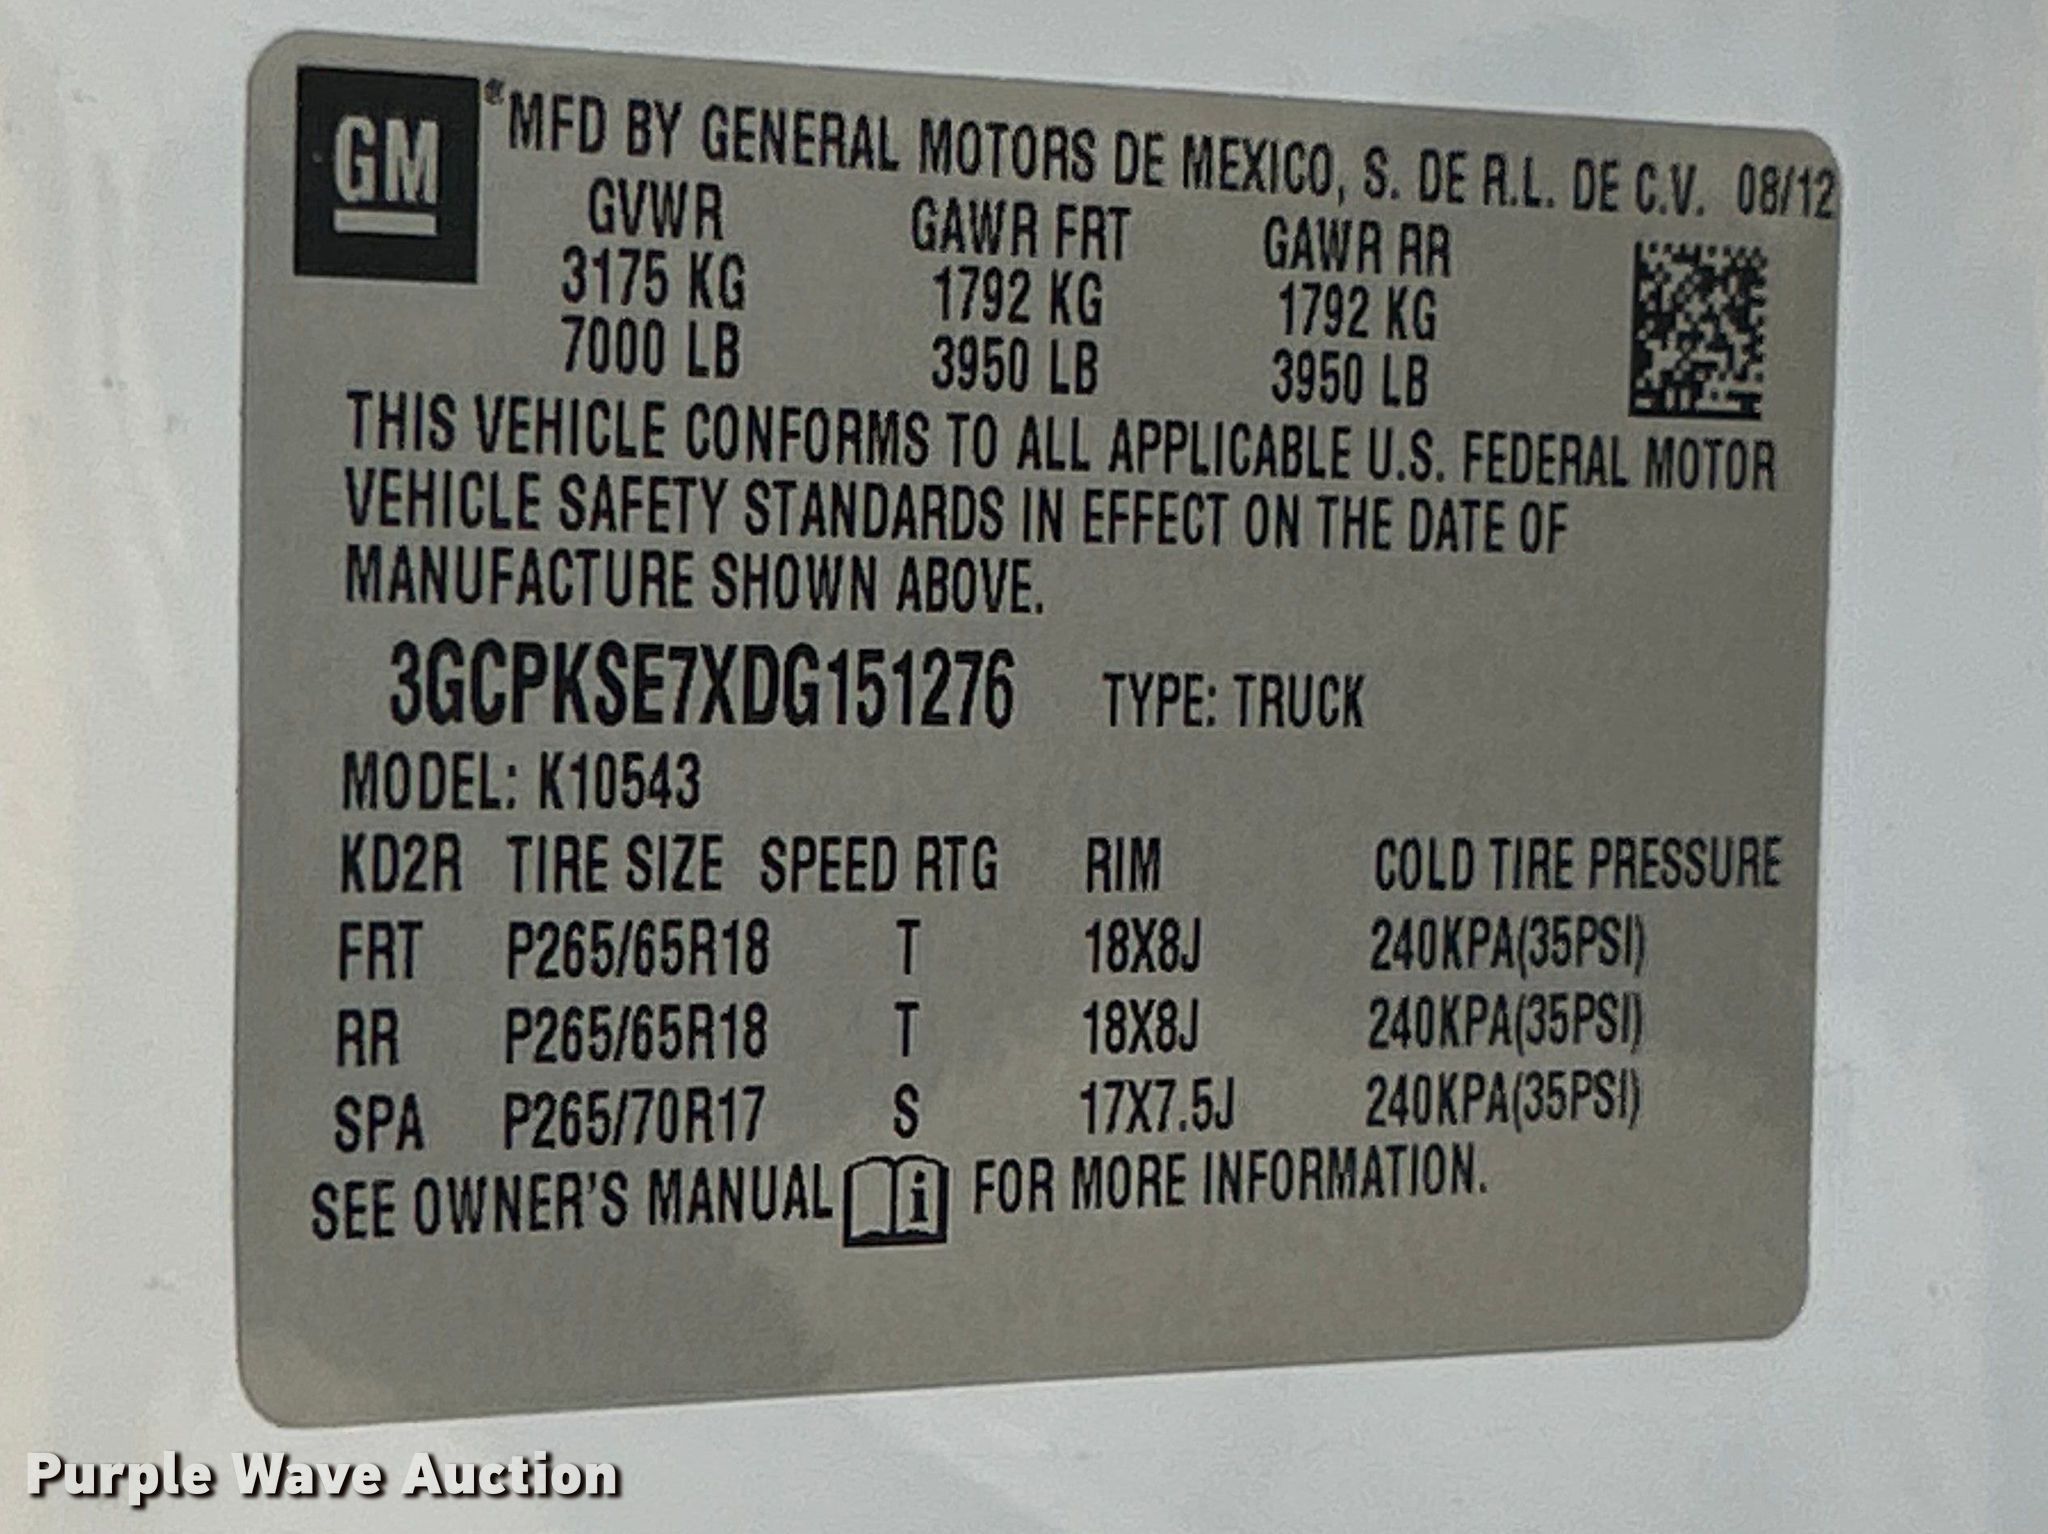 GM
MFD BY GENERAL MOTORS DE MEXICO, S. DE R.L. DE C.V. 08/12
GVWR GAWR FRT GAWR RR
3175 KG 1792 KG 1792 KG
7000 LB 3950 LB 3950 LB
THIS VEHICLE CONFORMS TO ALL APPLICABLE U.S. FEDERAL MOTOR
VEHICLE SAFETY STANDARDS IN EFFECT ON THE DATE OF
MANUFACTURE SHOWN ABOVE.
3GCPKSE7XDG151276 TYPE: TRUCK
MODEL: K10543
KD2R TIRE SIZE SPEED RTG RIM COLD TIRE PRESSURE
FRT P265/65R18 T 18X8J 240KPA(35PSI)
RR P265/65R18 T 18X8J 240KPA(35PSI)
SPA P265/70R17 S 17X7.5J 240KPA(35PSI)
SEE OWNER'S MANUAL i FOR MORE INFORMATION.
Purple Wave Auction